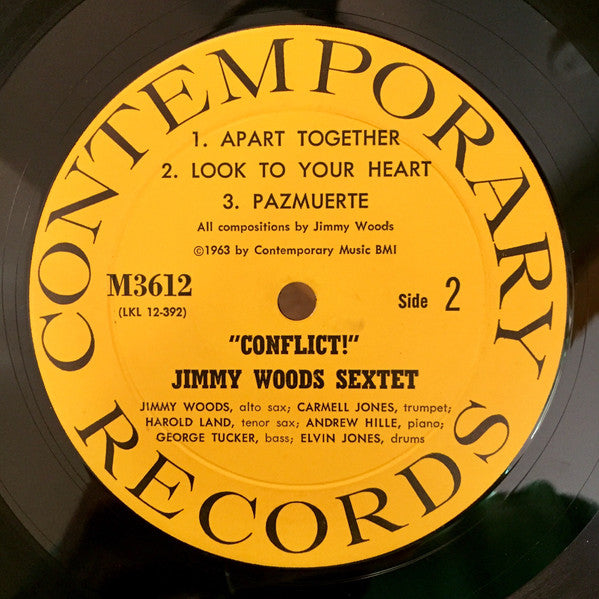 CONTEMPORARY
1. APART TOGETHER
2. LOOK TO YOUR HEART
3. PAZMUERTE
All compositions by Jimmy Woods
©1963 by Contemporary Music BMI
M3612
(LKL 12-392)
Side 2
"CONFLICT!"
JIMMY WOODS SEXTET
JIMMY WOODS, alto sax; CARMELL JONES, trumpet;
HAROLD LAND, tenor sax; ANDREW HILLE, piano;
GEORGE TUCKER, bass; ELVIN JONES, drums
RECORDS